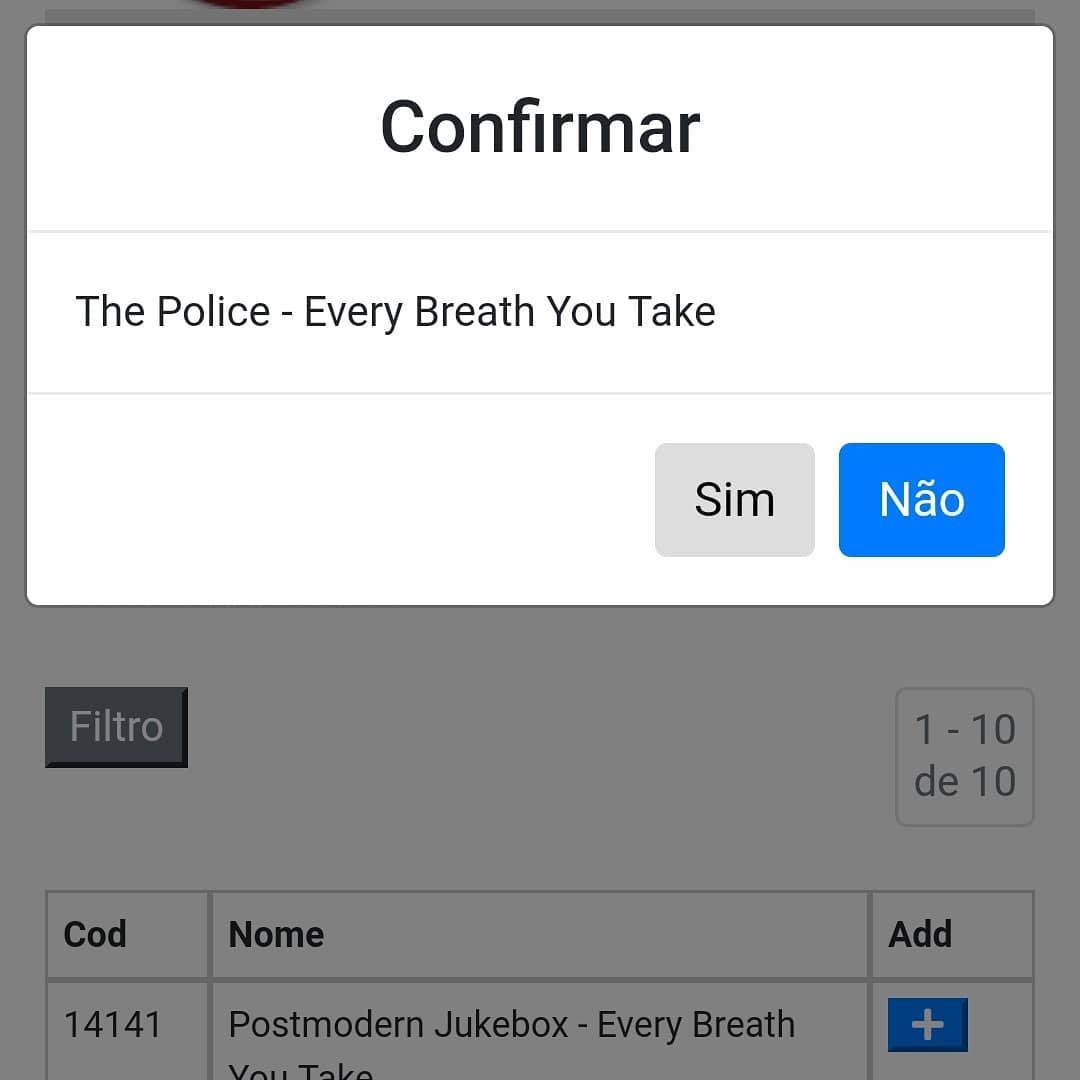 Confirmar
The Police - Every Breath You Take
Sim
Não
Filtro
1 - 10
de 10
Cod
Nome
Add
14141
Postmodern Jukebox - Every Breath
You Take